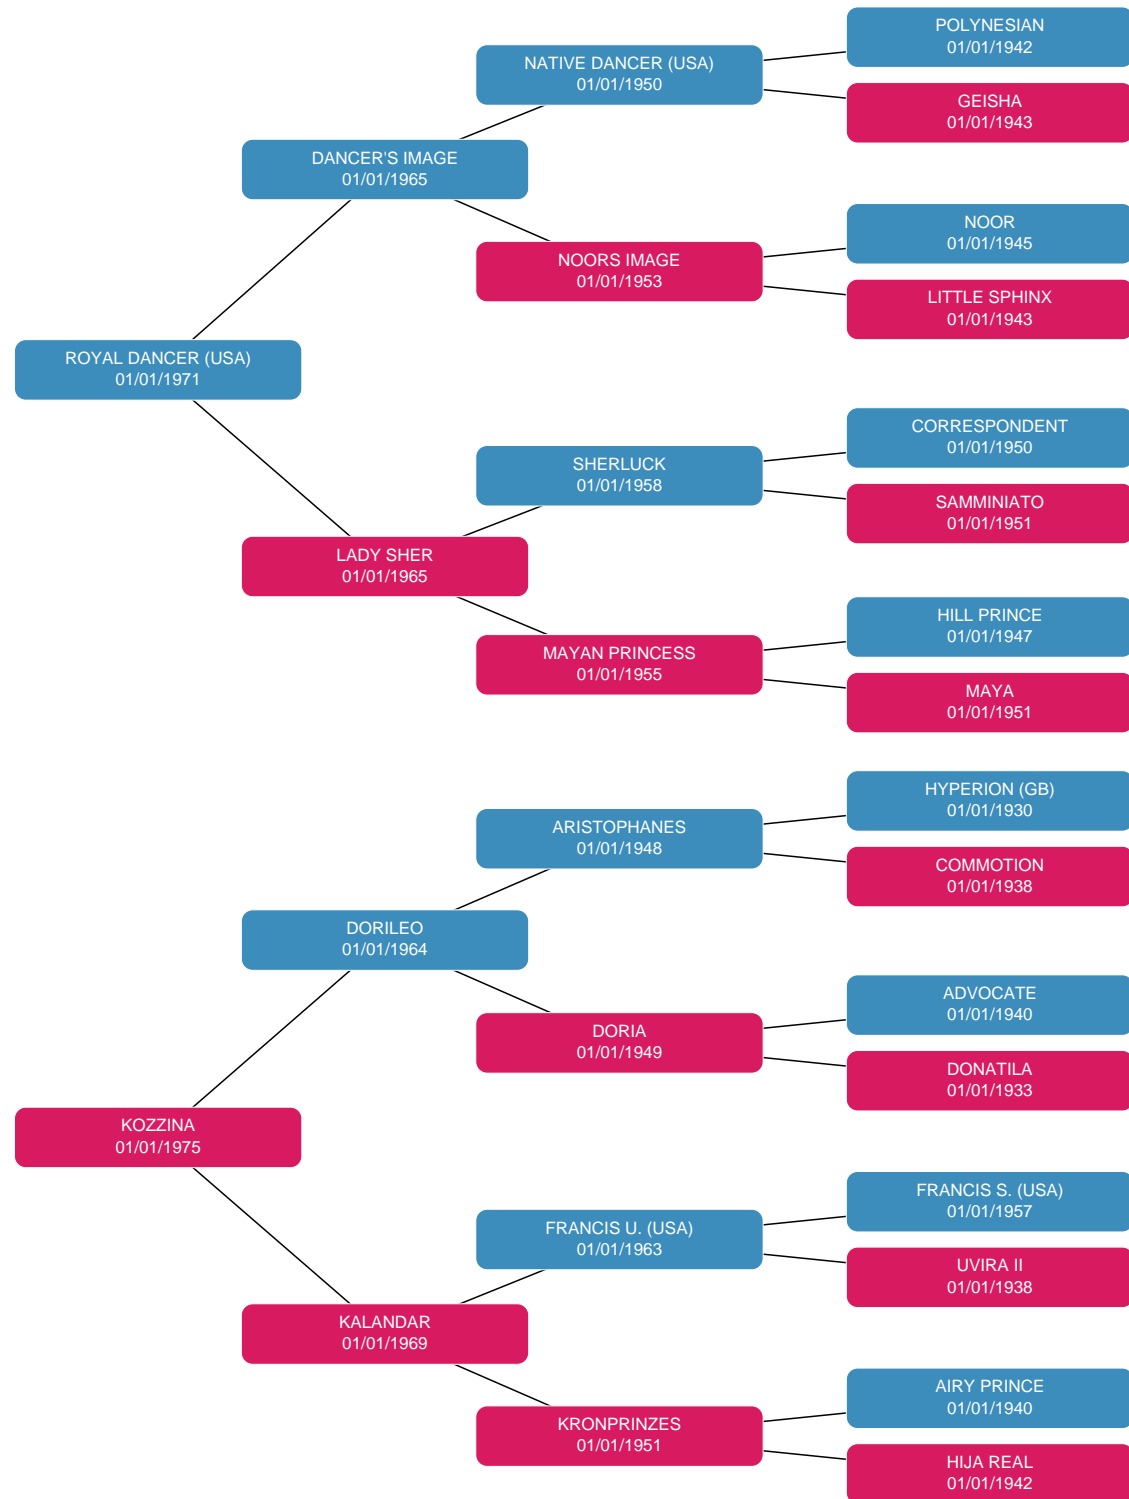 POLYNESIAN
01/01/1942
NATIVE DANCER (USA)
01/01/1950
GEISHA
01/01/1943
DANCER'S IMAGE
01/01/1965
NOOR
01/01/1945
NOORS IMAGE
01/01/1953
LITTLE SPHINX
01/01/1943
ROYAL DANCER (USA)
01/01/1971
CORRESPONDENT
01/01/1950
SHERLUCK
01/01/1958
SAMMINIATO
01/01/1951
LADY SHER
01/01/1965
HILL PRINCE
01/01/1947
MAYAN PRINCESS
01/01/1955
MAYA
01/01/1951
HYPERION (GB)
01/01/1930
ARISTOPHANES
01/01/1948
COMMOTION
01/01/1938
DORILEO
01/01/1964
ADVOCATE
01/01/1940
DORIA
01/01/1949
DONATILA
01/01/1933
KOZZINA
01/01/1975
FRANCIS S. (USA)
01/01/1957
FRANCIS U. (USA)
01/01/1963
UVIRA II
01/01/1938
KALANDAR
01/01/1969
AIRY PRINCE
01/01/1940
KRONPRINZES
01/01/1951
HIJA REAL
01/01/1942